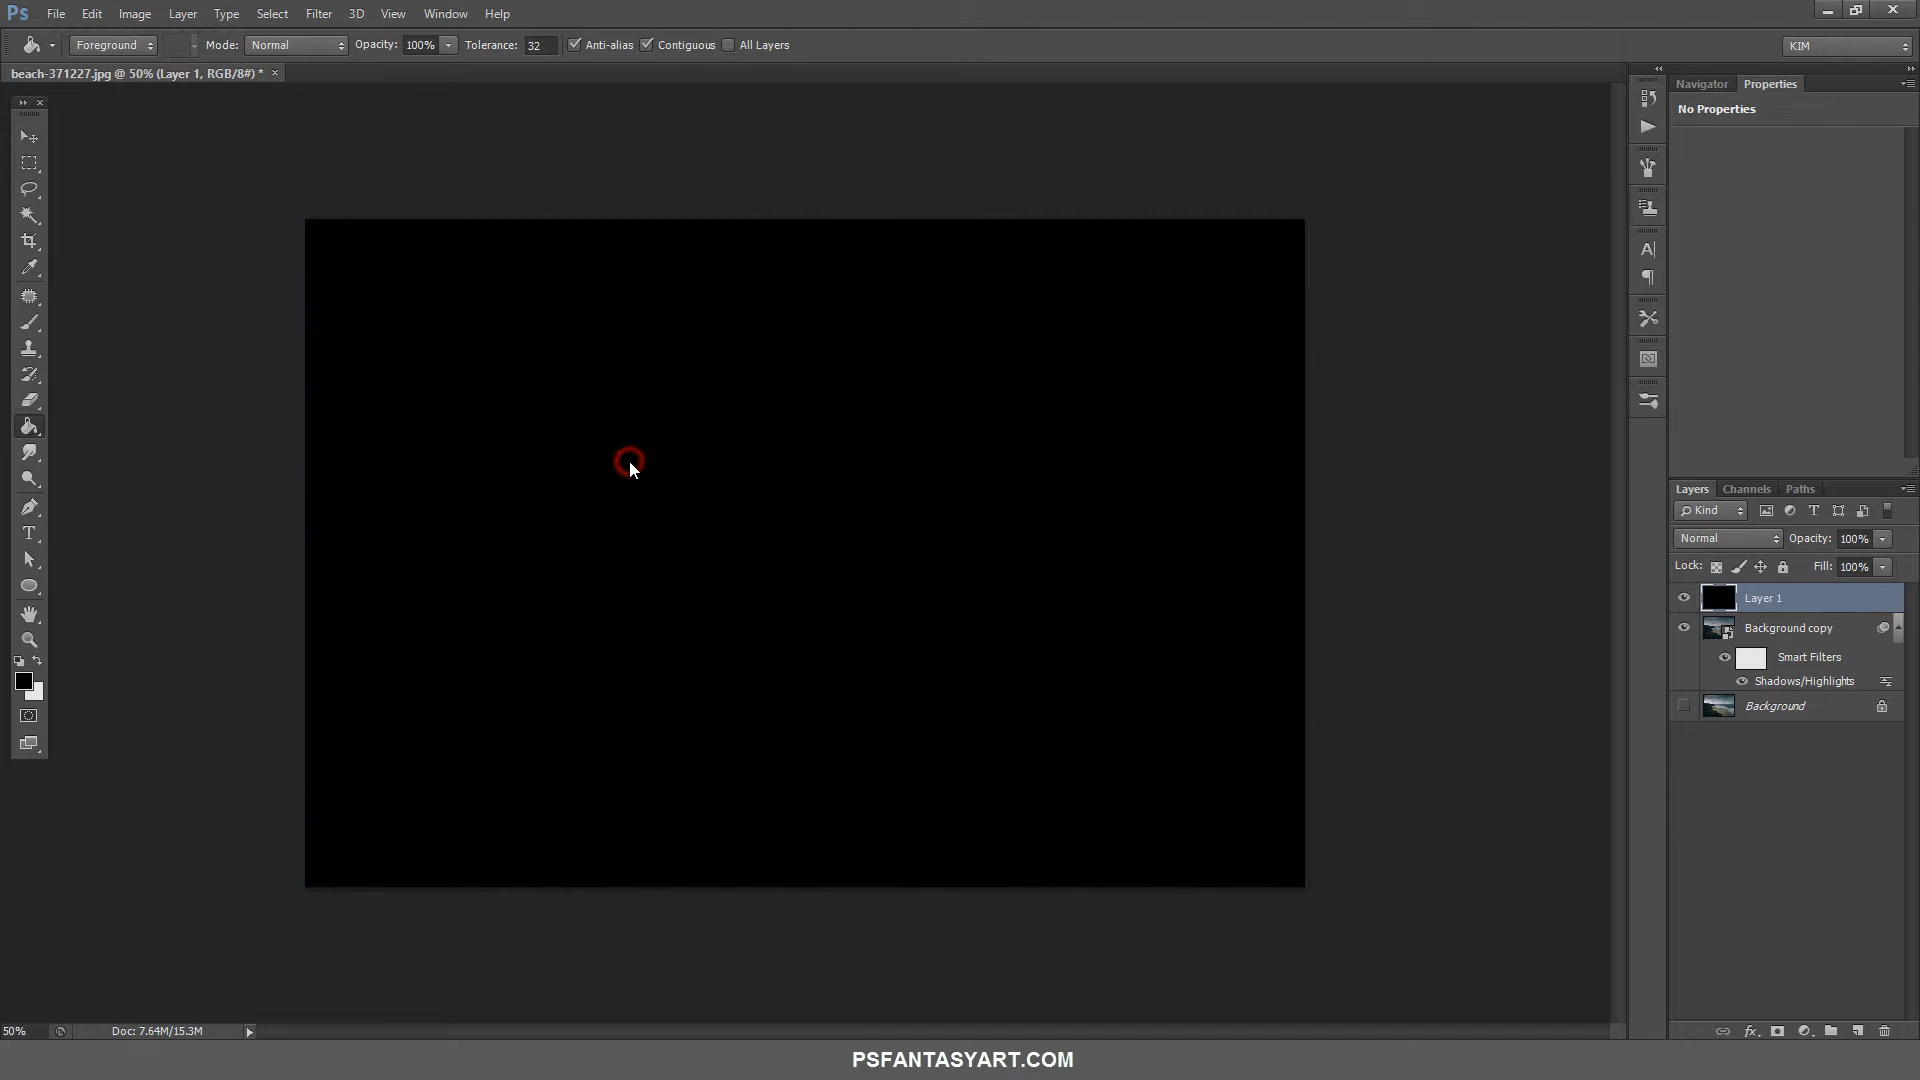 Ps File Edit Image Layer Type Select Filter 3D View Window Help
Foreground Mode: Normal Opacity: 100% Tolerance: 32 Anti-alias Contiguous All Layers KIM
beach-371227.jpg @ 50% (Layer 1, RGB/8#) * ×
Navigator Properties
No Properties
Layers Channels Paths
Kind
Normal Opacity: 100%
Lock: Fill: 100%
Layer 1
Background copy
Smart Filters
Shadows/Highlights
Background
50% Doc: 7.64M/15.3M
PSFANTASYART.COM